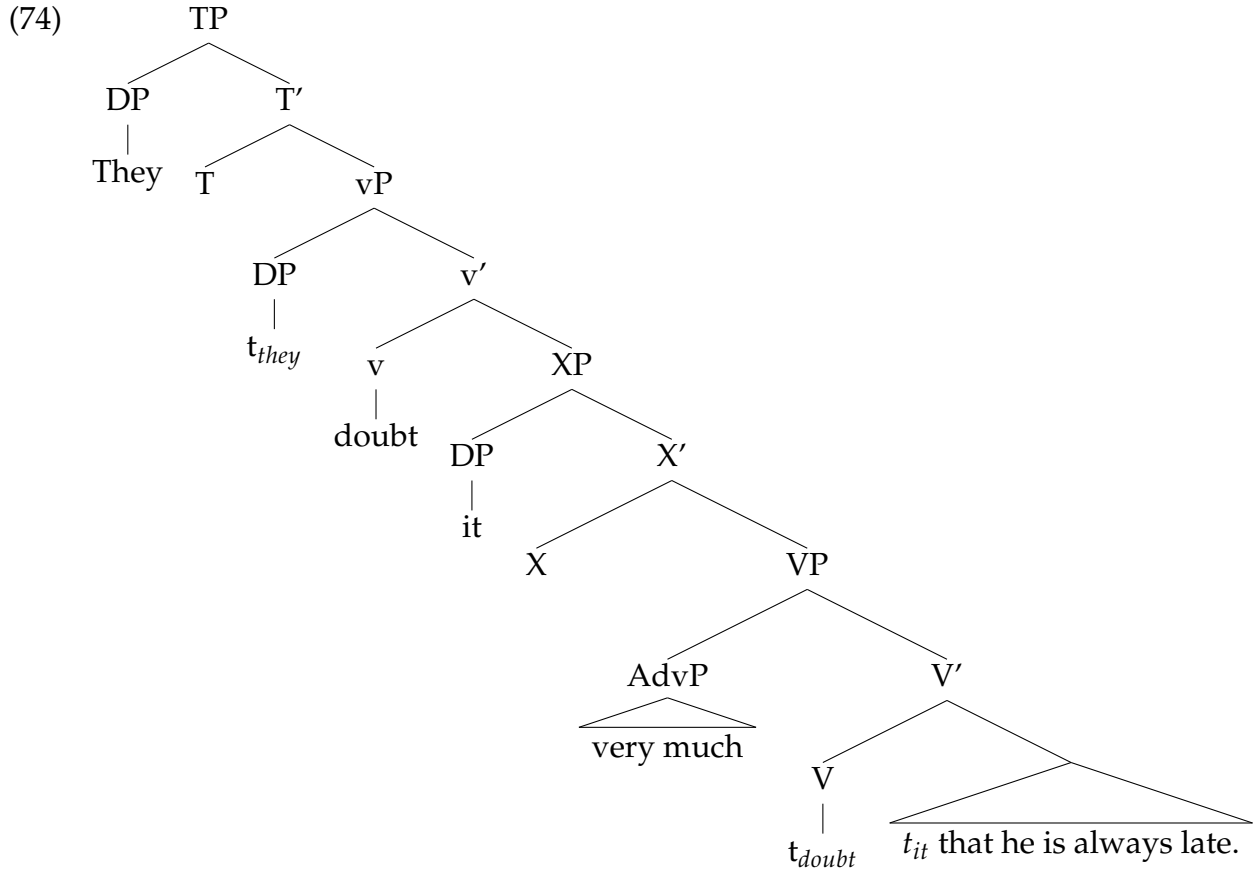 (74) TP
DP T′
They T vP
DP v′
t_they v XP
doubt DP X′
it X VP
AdvP V′
very much V
t_doubt t_it that he is always late.